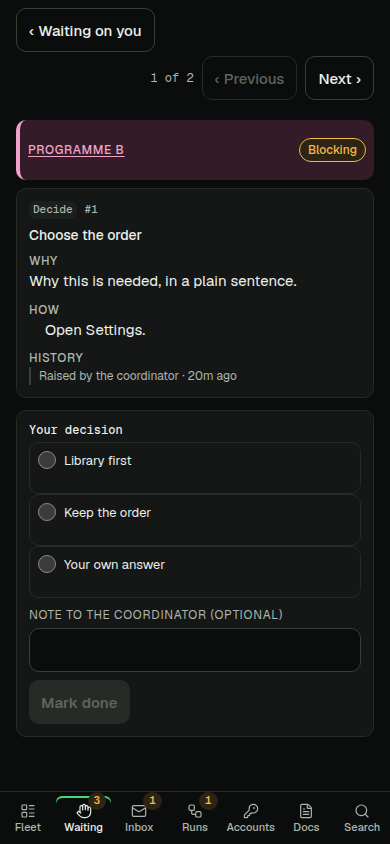 ‹ Waiting on you
1 of 2
‹ Previous
Next ›
PROGRAMME B
Blocking
Decide #1
Choose the order
WHY
Why this is needed, in a plain sentence.
HOW
Open Settings.
HISTORY
Raised by the coordinator · 20m ago
Your decision
Library first
Keep the order
Your own answer
NOTE TO THE COORDINATOR (OPTIONAL)
Mark done
3 1 1
Fleet Waiting Inbox Runs Accounts Docs Search